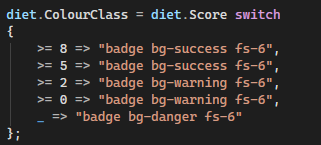 diet.ColourClass = diet.Score switch
{
    >= 8 => "badge bg-success fs-6",
    >= 5 => "badge bg-success fs-6",
    >= 2 => "badge bg-warning fs-6",
    >= 0 => "badge bg-warning fs-6",
    _ => "badge bg-danger fs-6"
};